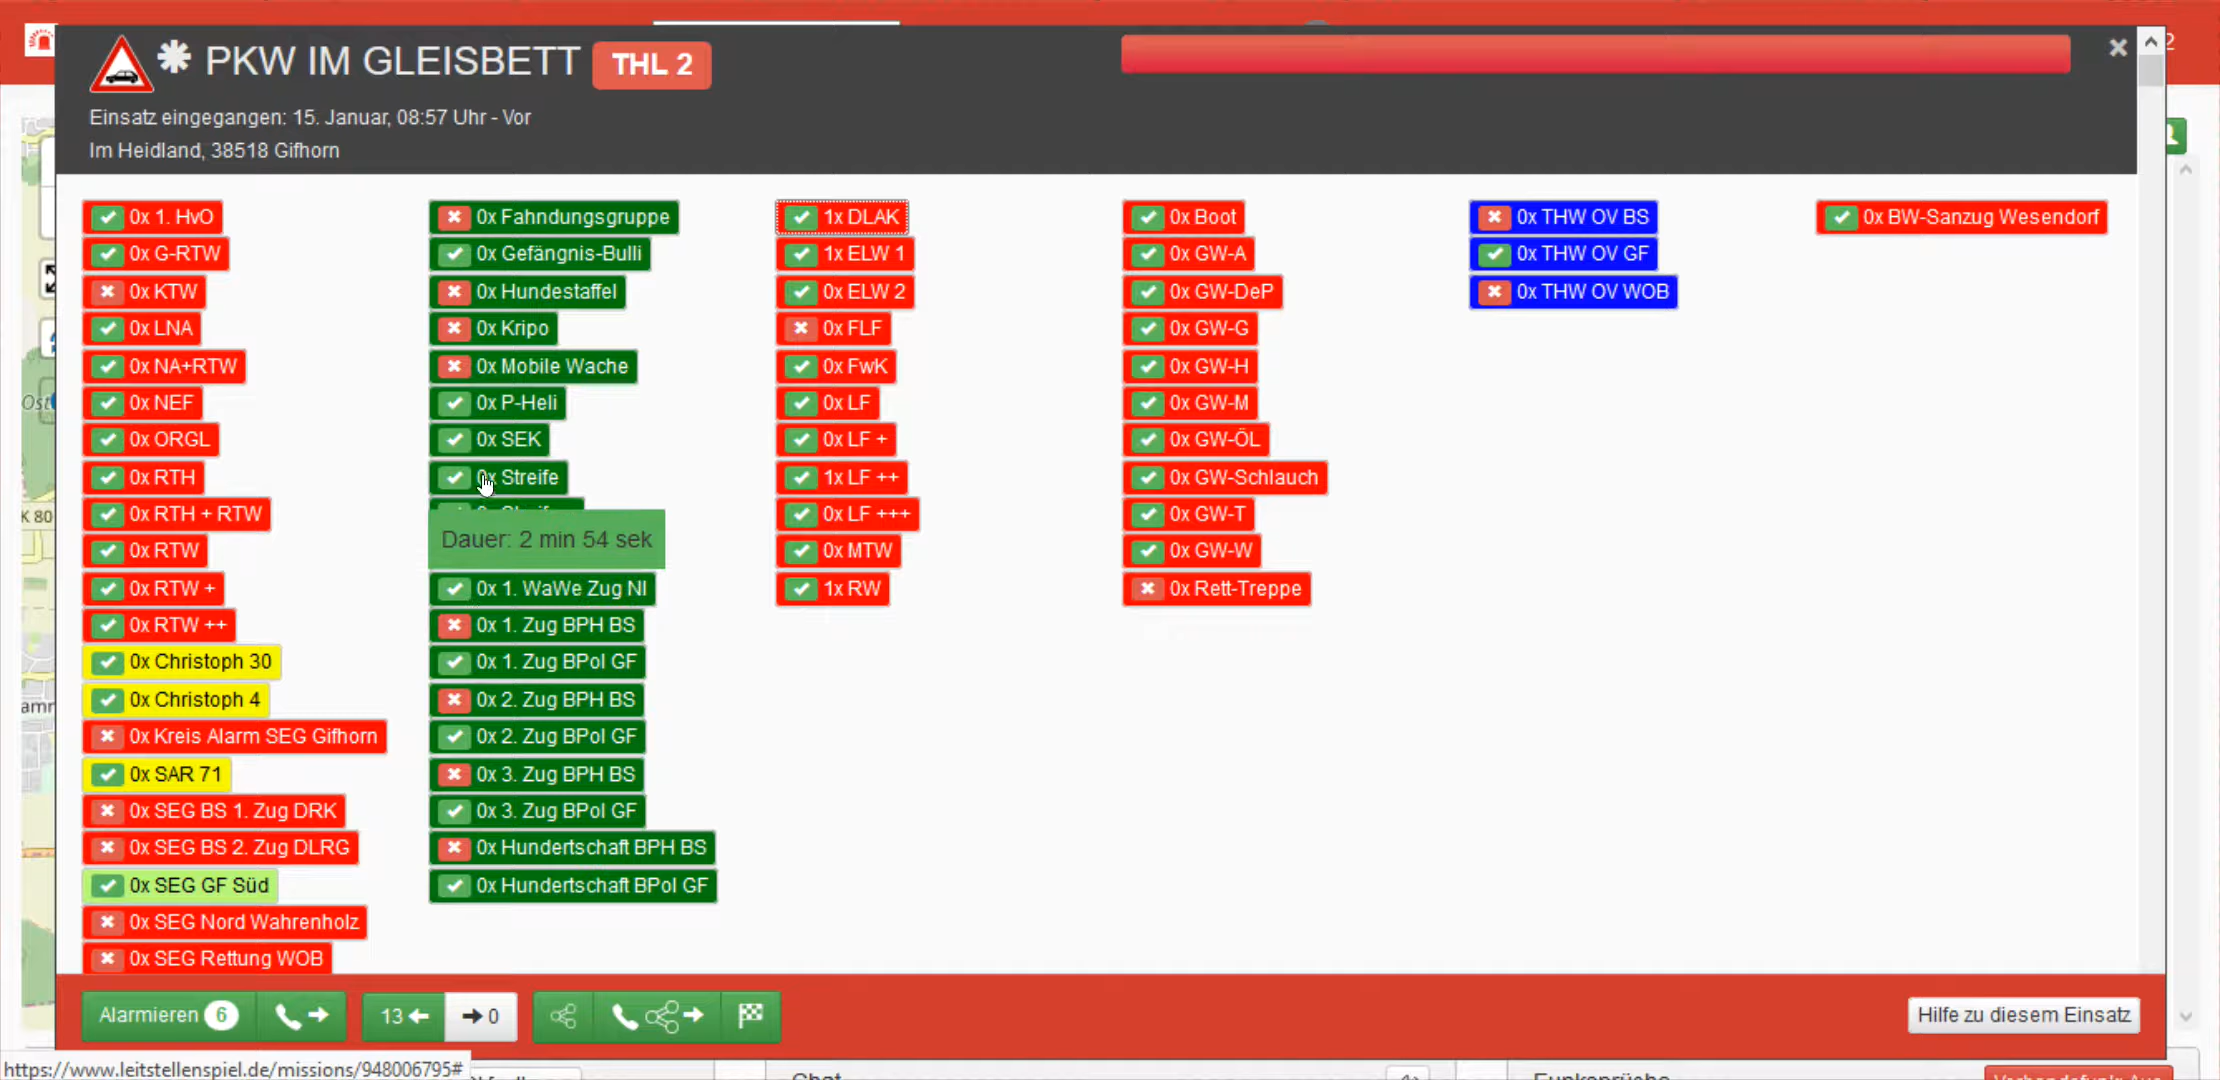 PKW IM GLEISBETT THL 2
Einsatz eingegangen: 15. Januar, 08:57 Uhr - Vor
Im Heidland, 38518 Gifhorn
0x 1. HvO
0x G-RTW
0x KTW
0x LNA
0x NA+RTW
0x NEF
0x ORGL
0x RTH
0x RTH + RTW
0x RTW
0x RTW +
0x RTW ++
0x Christoph 30
0x Christoph 4
0x Kreis Alarm SEG Gifhorn
0x SAR 71
0x SEG BS 1. Zug DRK
0x SEG BS 2. Zug DLRG
0x SEG GF Süd
0x SEG Nord Wahrenholz
0x SEG Rettung WOB
0x Fahndungsgruppe
0x Gefängnis-Bulli
0x Hundestaffel
0x Kripo
0x Mobile Wache
0x P-Heli
0x SEK
0x Streife
Dauer: 2 min 54 sek
0x 1. WaWe Zug NI
0x 1. Zug BPH BS
0x 1. Zug BPol GF
0x 2. Zug BPH BS
0x 2. Zug BPol GF
0x 3. Zug BPH BS
0x 3. Zug BPol GF
0x Hundertschaft BPH BS
0x Hundertschaft BPol GF
1x DLAK
1x ELW 1
0x ELW 2
0x FLF
0x FwK
0x LF
0x LF +
1x LF ++
0x LF +++
0x MTW
1x RW
0x Boot
0x GW-A
0x GW-DeP
0x GW-G
0x GW-H
0x GW-M
0x GW-ÖL
0x GW-Schlauch
0x GW-T
0x GW-W
0x Rett-Treppe
0x THW OV BS
0x THW OV GF
0x THW OV WOB
0x BW-Sanzug Wesendorf
K 80
Alarmieren 6
13
0
Hilfe zu diesem Einsatz
https://www.leitstellenspiel.de/missions/948006795#
Chat
Funksprüche